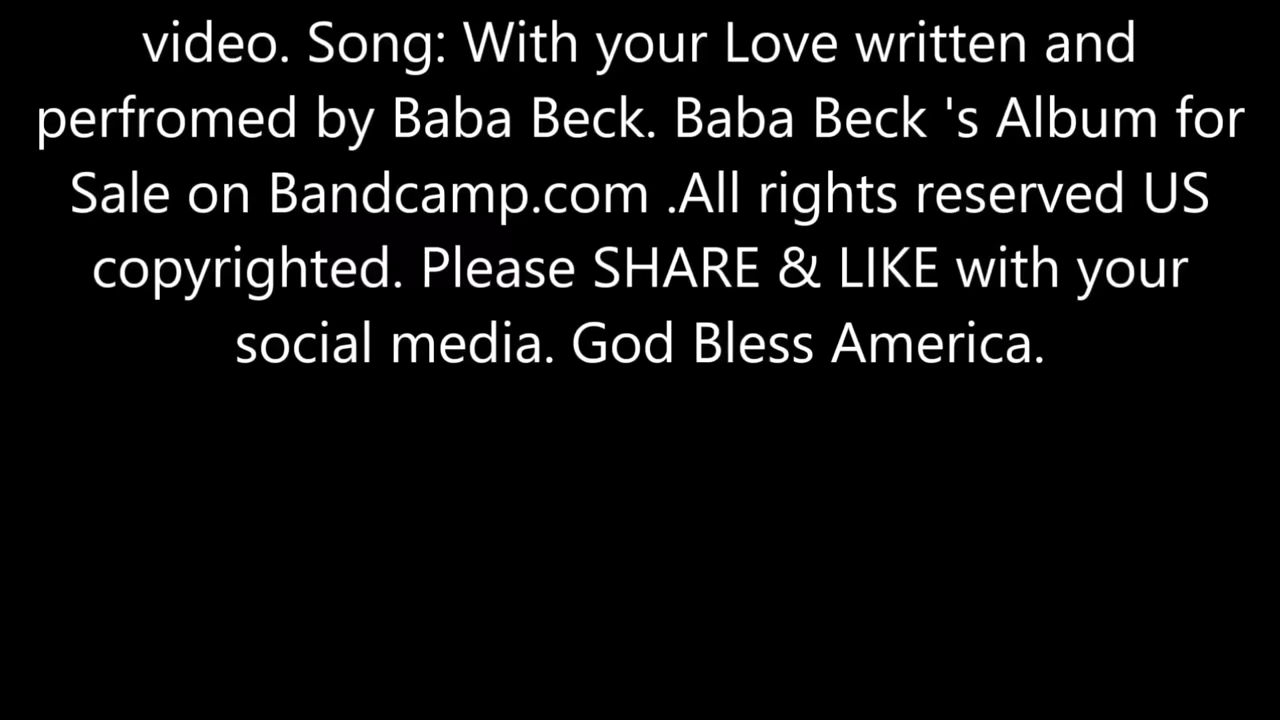 video. Song: With your Love written and
perfromed by Baba Beck. Baba Beck 's Album for
Sale on Bandcamp.com .All rights reserved US
copyrighted. Please SHARE & LIKE with your
social media. God Bless America.